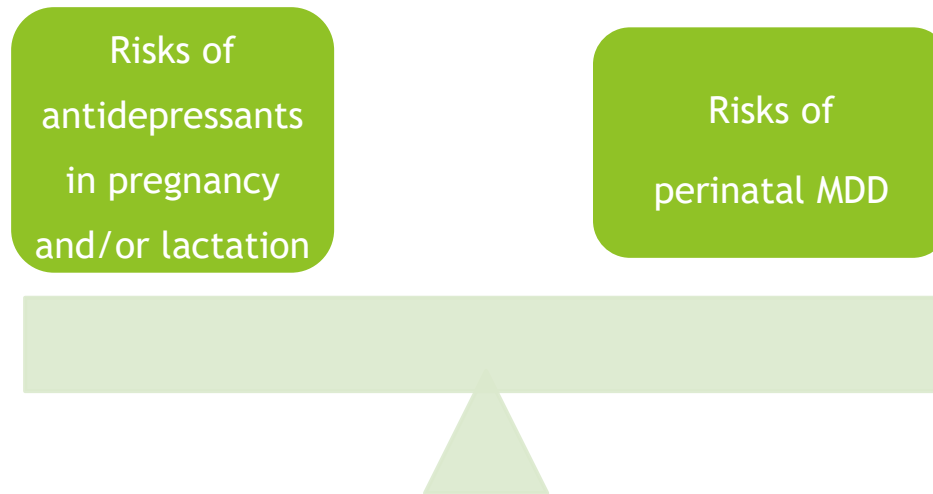 Risks of
antidepressants
in pregnancy
and/or lactation
Risks of
perinatal MDD